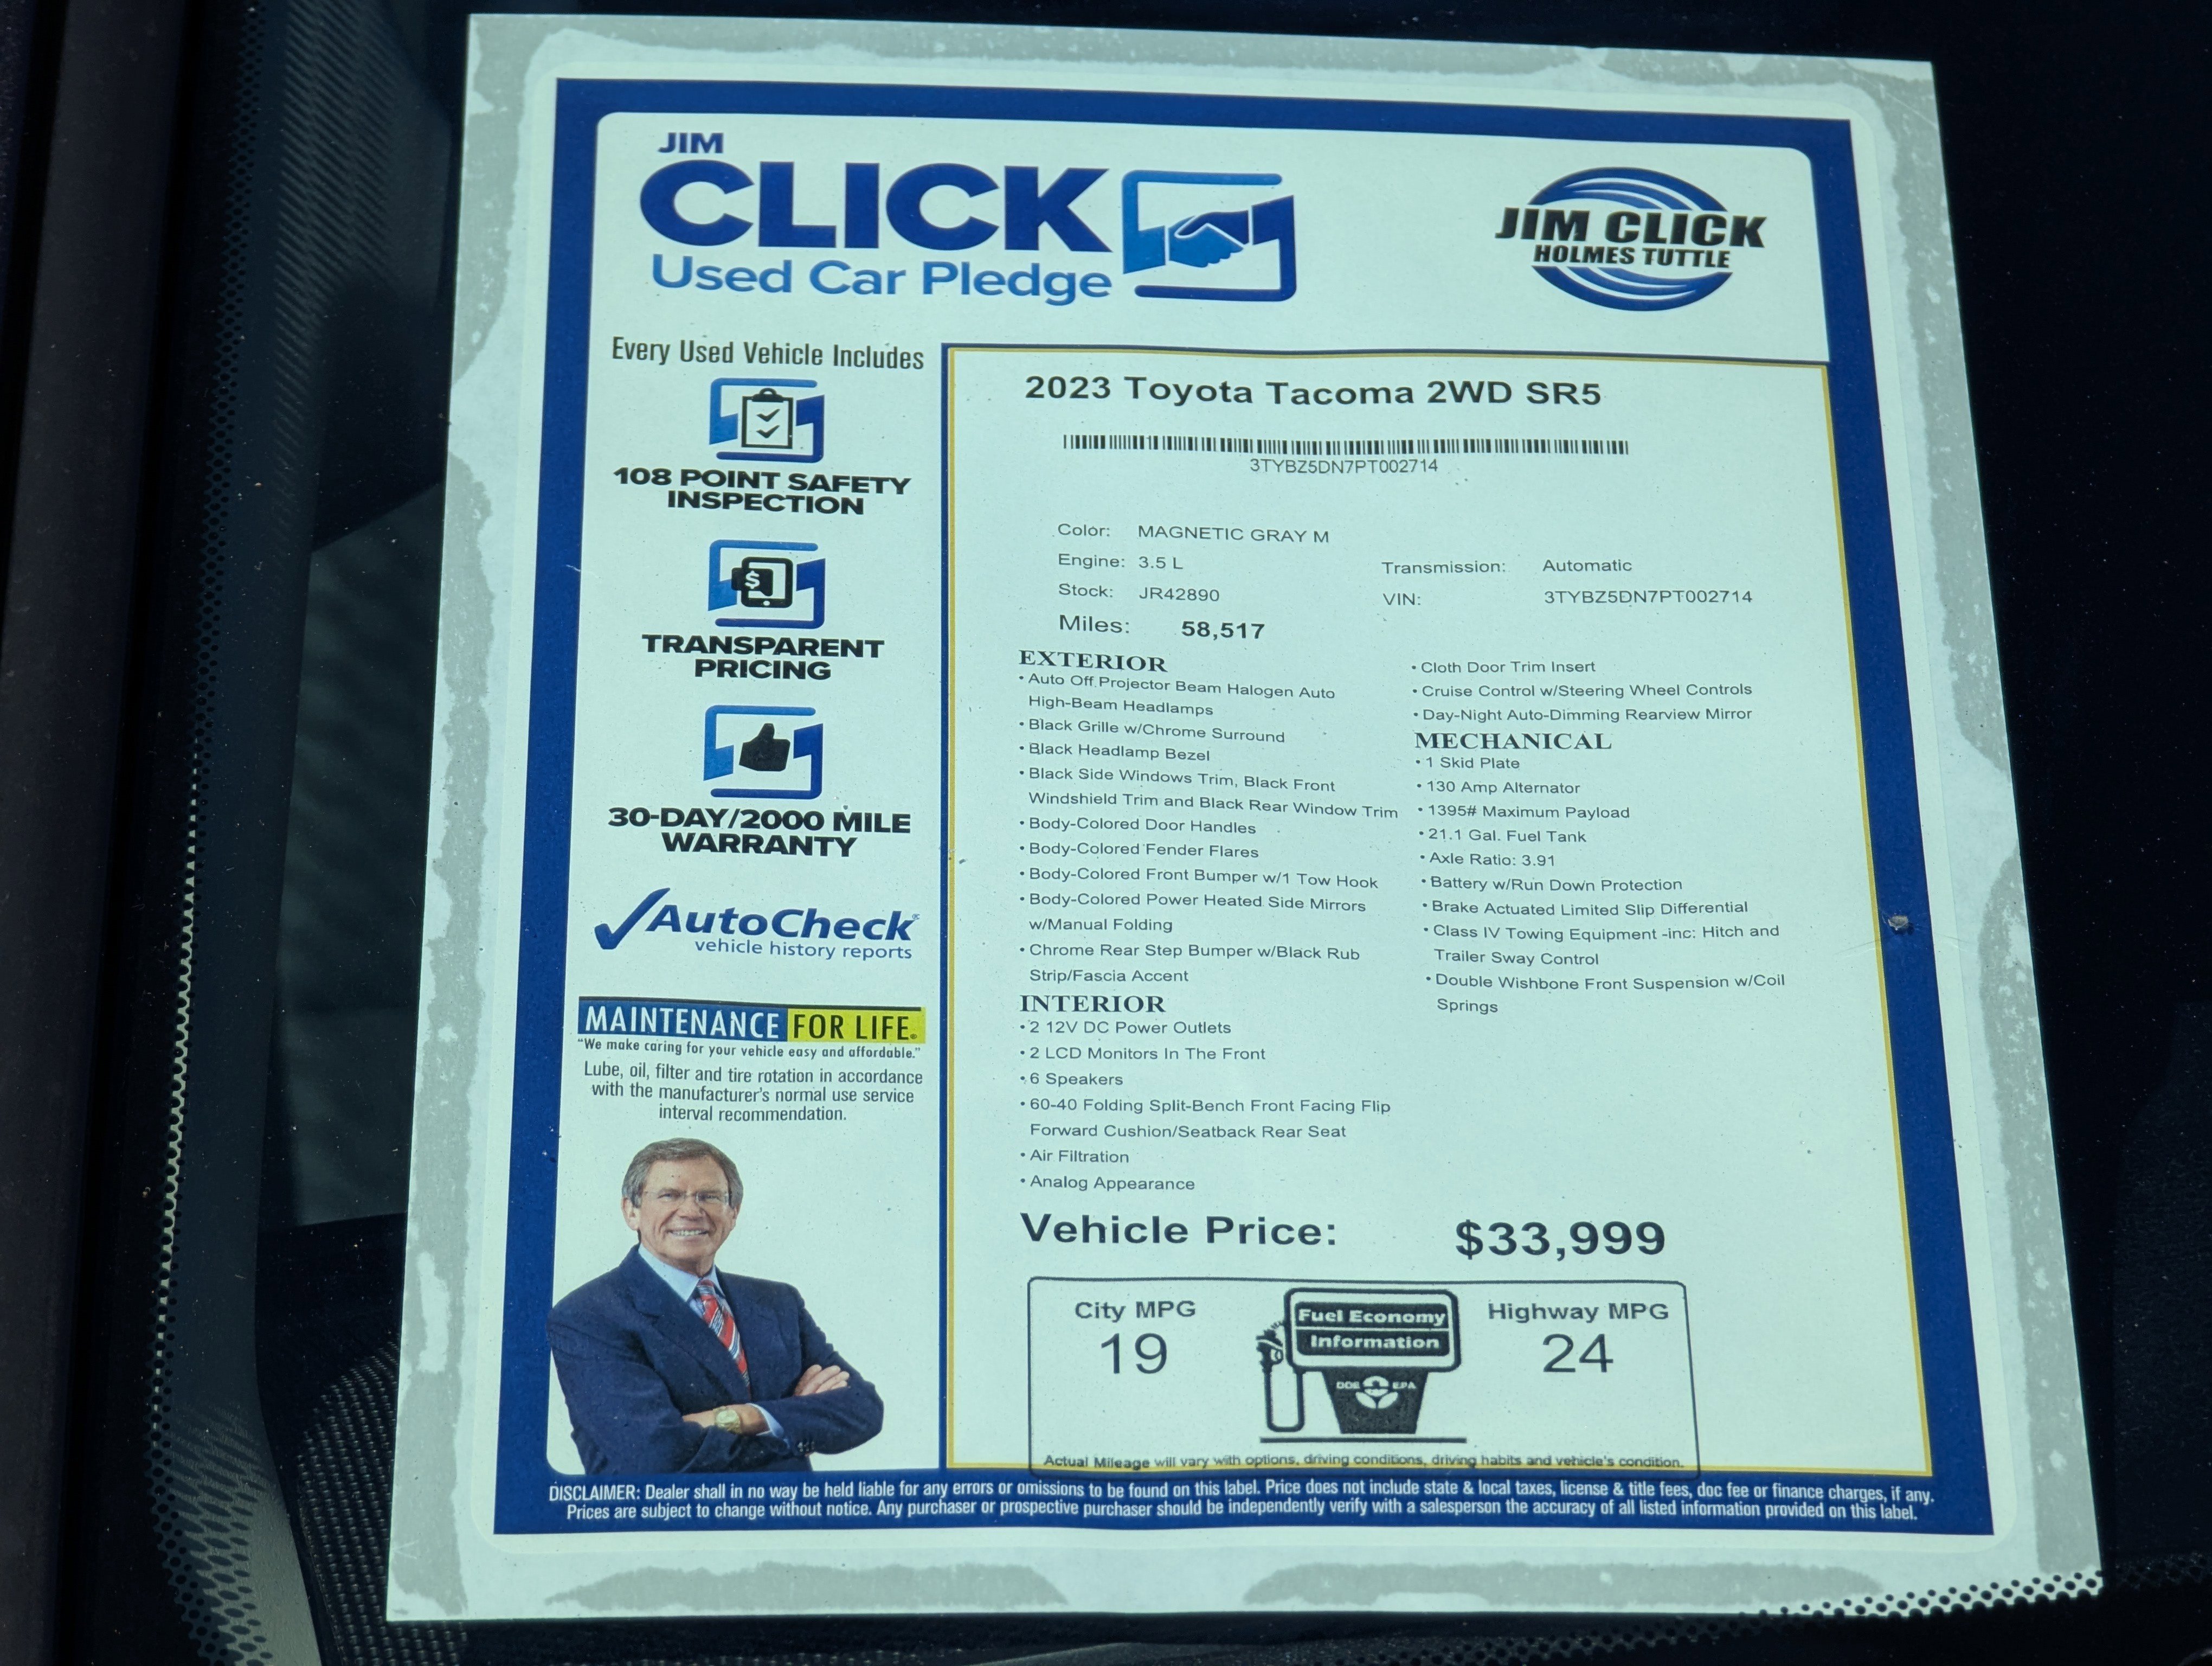 JIM
CLICK
Used Car Pledge
JIM CLICK
HOLMES TUTTLE
Every Used Vehicle Includes
108 POINT SAFETY
INSPECTION
$
TRANSPARENT
PRICING
30-DAY/2000 MILE
WARRANTY
AutoCheck
vehicle history reports
MAINTENANCE FOR LIFE.
"We make caring for your vehicle easy and affordable."
Lube, oil, filter and tire rotation in accordance
with the manufacturer's normal use service
interval recommendation.
2023 Toyota Tacoma 2WD SR5
3TYBZ5DN7PT002714
Color: MAGNETIC GRAY M
Engine: 3.5 L
Transmission: Automatic
Stock: JR42890
VIN: 3TYBZ5DN7PT002714
Miles: 58,517
EXTERIOR
• Auto Off Projector Beam Halogen Auto
High-Beam Headlamps
• Black Grille w/Chrome Surround
• Black Headlamp Bezel
• Black Side Windows Trim, Black Front
Windshield Trim and Black Rear Window Trim
• Body-Colored Door Handles
• Body-Colored Fender Flares
• Body-Colored Front Bumper w/1 Tow Hook
• Body-Colored Power Heated Side Mirrors
w/Manual Folding
• Chrome Rear Step Bumper w/Black Rub
Strip/Fascia Accent
INTERIOR
• 2 12V DC Power Outlets
• 2 LCD Monitors In The Front
• 6 Speakers
• 60-40 Folding Split-Bench Front Facing Flip
Forward Cushion/Seatback Rear Seat
• Air Filtration
• Analog Appearance
• Cloth Door Trim Insert
• Cruise Control w/Steering Wheel Controls
• Day-Night Auto-Dimming Rearview Mirror
MECHANICAL
• 1 Skid Plate
• 130 Amp Alternator
• 1395# Maximum Payload
• 21.1 Gal. Fuel Tank
• Axle Ratio: 3.91
• Battery w/Run Down Protection
• Brake Actuated Limited Slip Differential
• Class IV Towing Equipment -inc: Hitch and
Trailer Sway Control
• Double Wishbone Front Suspension w/Coil
Springs
Vehicle Price: $33,999
City MPG
19
Fuel Economy
Information
DOE EPA
Highway MPG
24
Actual Mileage will vary with options, driving conditions, driving habits and vehicle's condition.
DISCLAIMER: Dealer shall in no way be held liable for any errors or omissions to be found on this label. Price does not include state & local taxes, license & title fees, doc fee or finance charges, if any.
Prices are subject to change without notice. Any purchaser or prospective purchaser should be independently verify with a salesperson the accuracy of all listed information provided on this label.